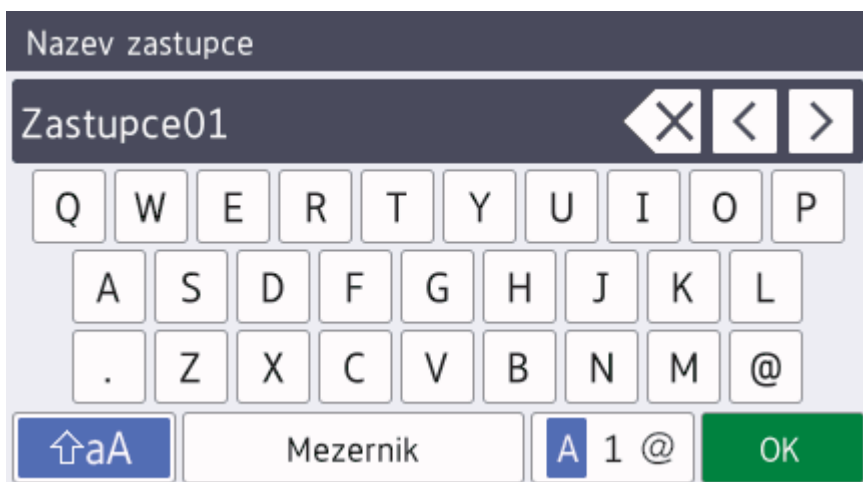 Nazev zastupce
Zastupce01
Q W E R T Y U I O P
A S D F G H J K L
. Z X C V B N M @
aA Mezernik A 1 @ OK